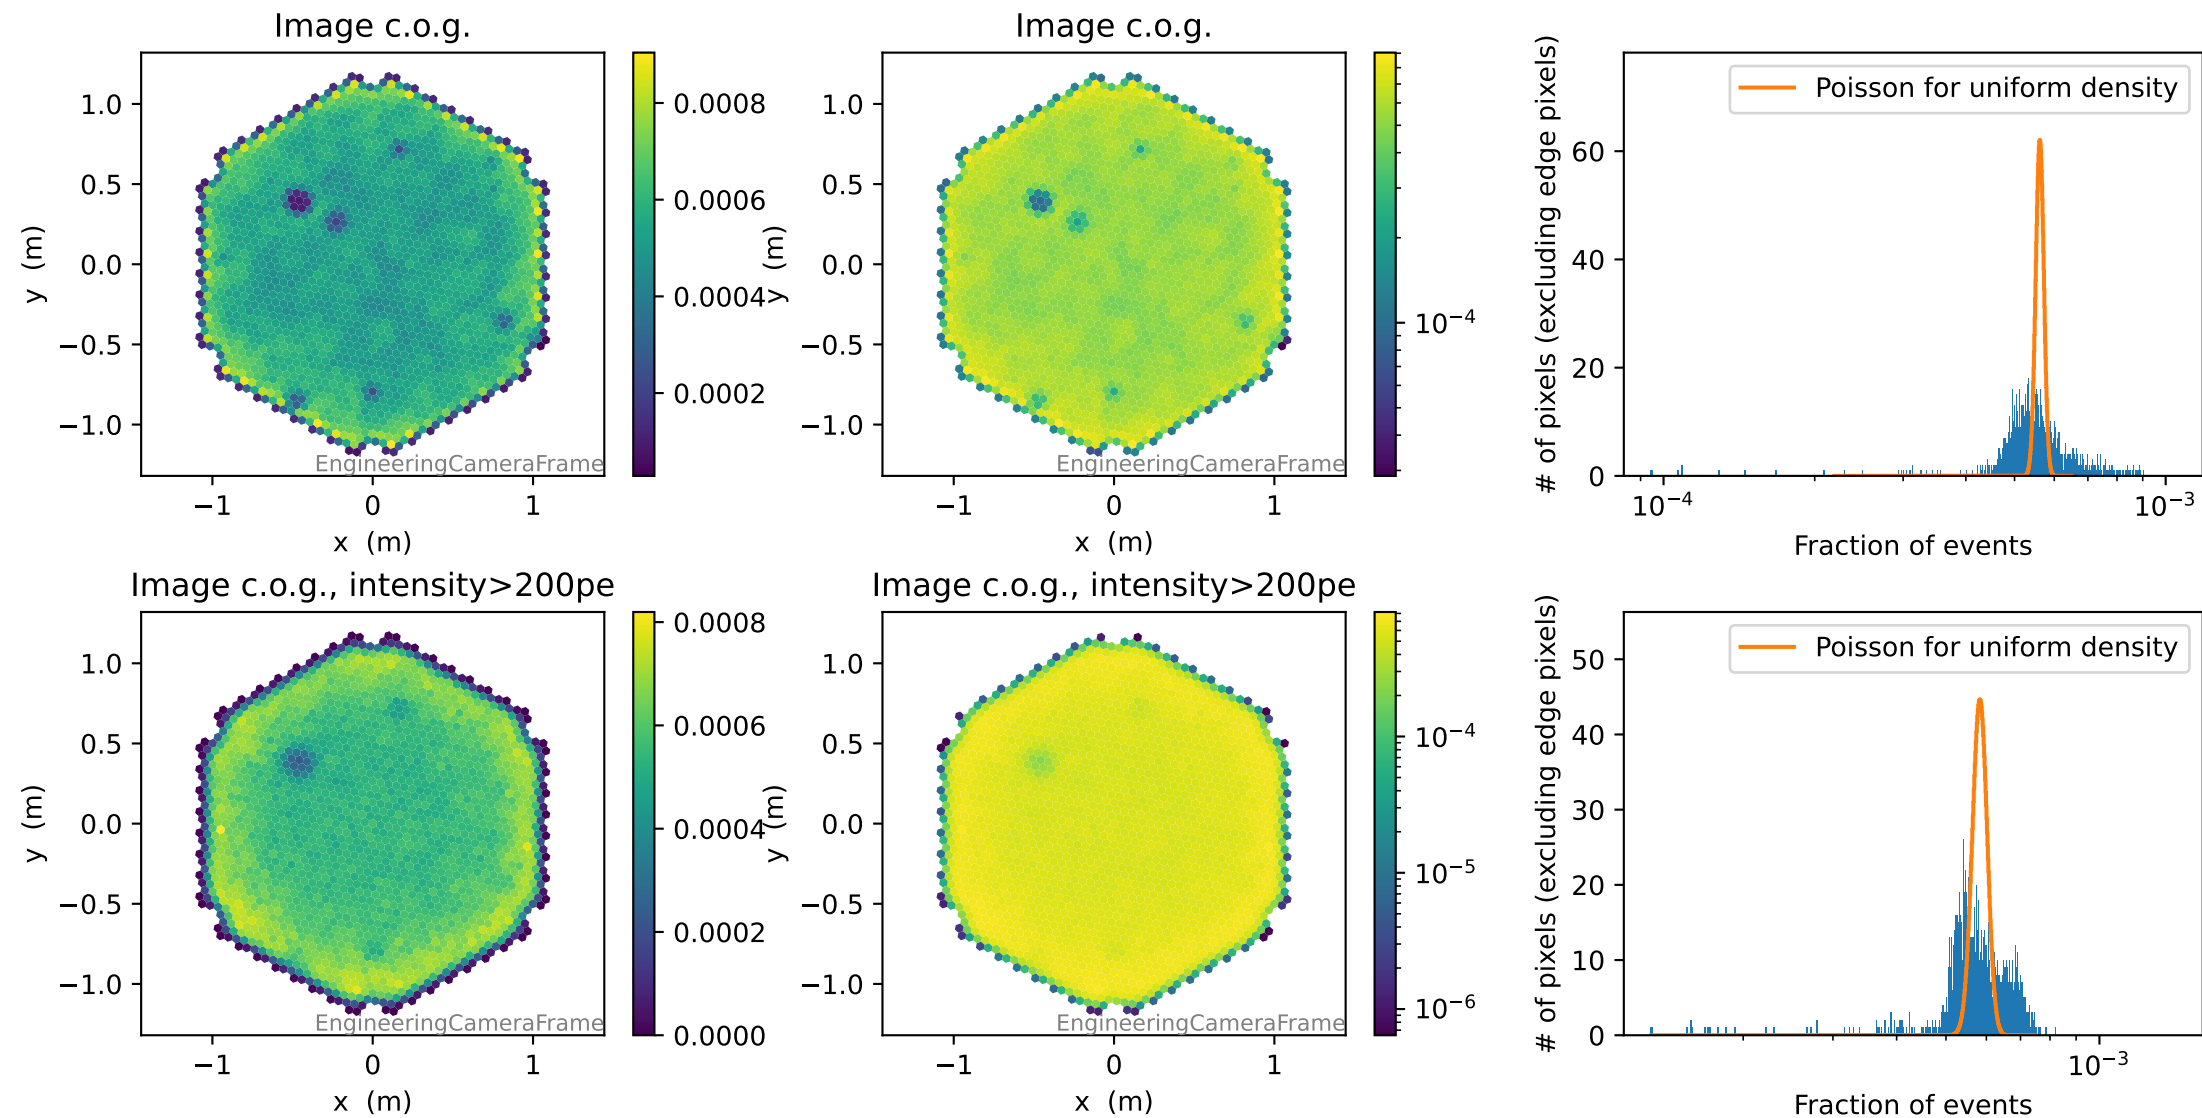 Image c.o.g.
1.0
0.5
0.0
−0.5
−1.0
y (m)
−1
0
1
x (m)
EngineeringCameraFrame
0.0008
0.0006
0.0004
0.0002
Image c.o.g.
1.0
0.5
0.0
−0.5
−1.0
y (m)
−1
0
1
x (m)
EngineeringCameraFrame
10⁻⁴
Poisson for uniform density
# of pixels (excluding edge pixels)
60
40
20
0
10⁻⁴
10⁻³
Fraction of events
Image c.o.g., intensity>200pe
1.0
0.5
0.0
−0.5
−1.0
y (m)
−1
0
1
x (m)
EngineeringCameraFrame
0.0008
0.0006
0.0004
0.0002
0.0000
Image c.o.g., intensity>200pe
1.0
0.5
0.0
−0.5
−1.0
y (m)
−1
0
1
x (m)
EngineeringCameraFrame
10⁻⁴
10⁻⁵
10⁻⁶
Poisson for uniform density
# of pixels (excluding edge pixels)
50
40
30
20
10
0
10⁻³
Fraction of events